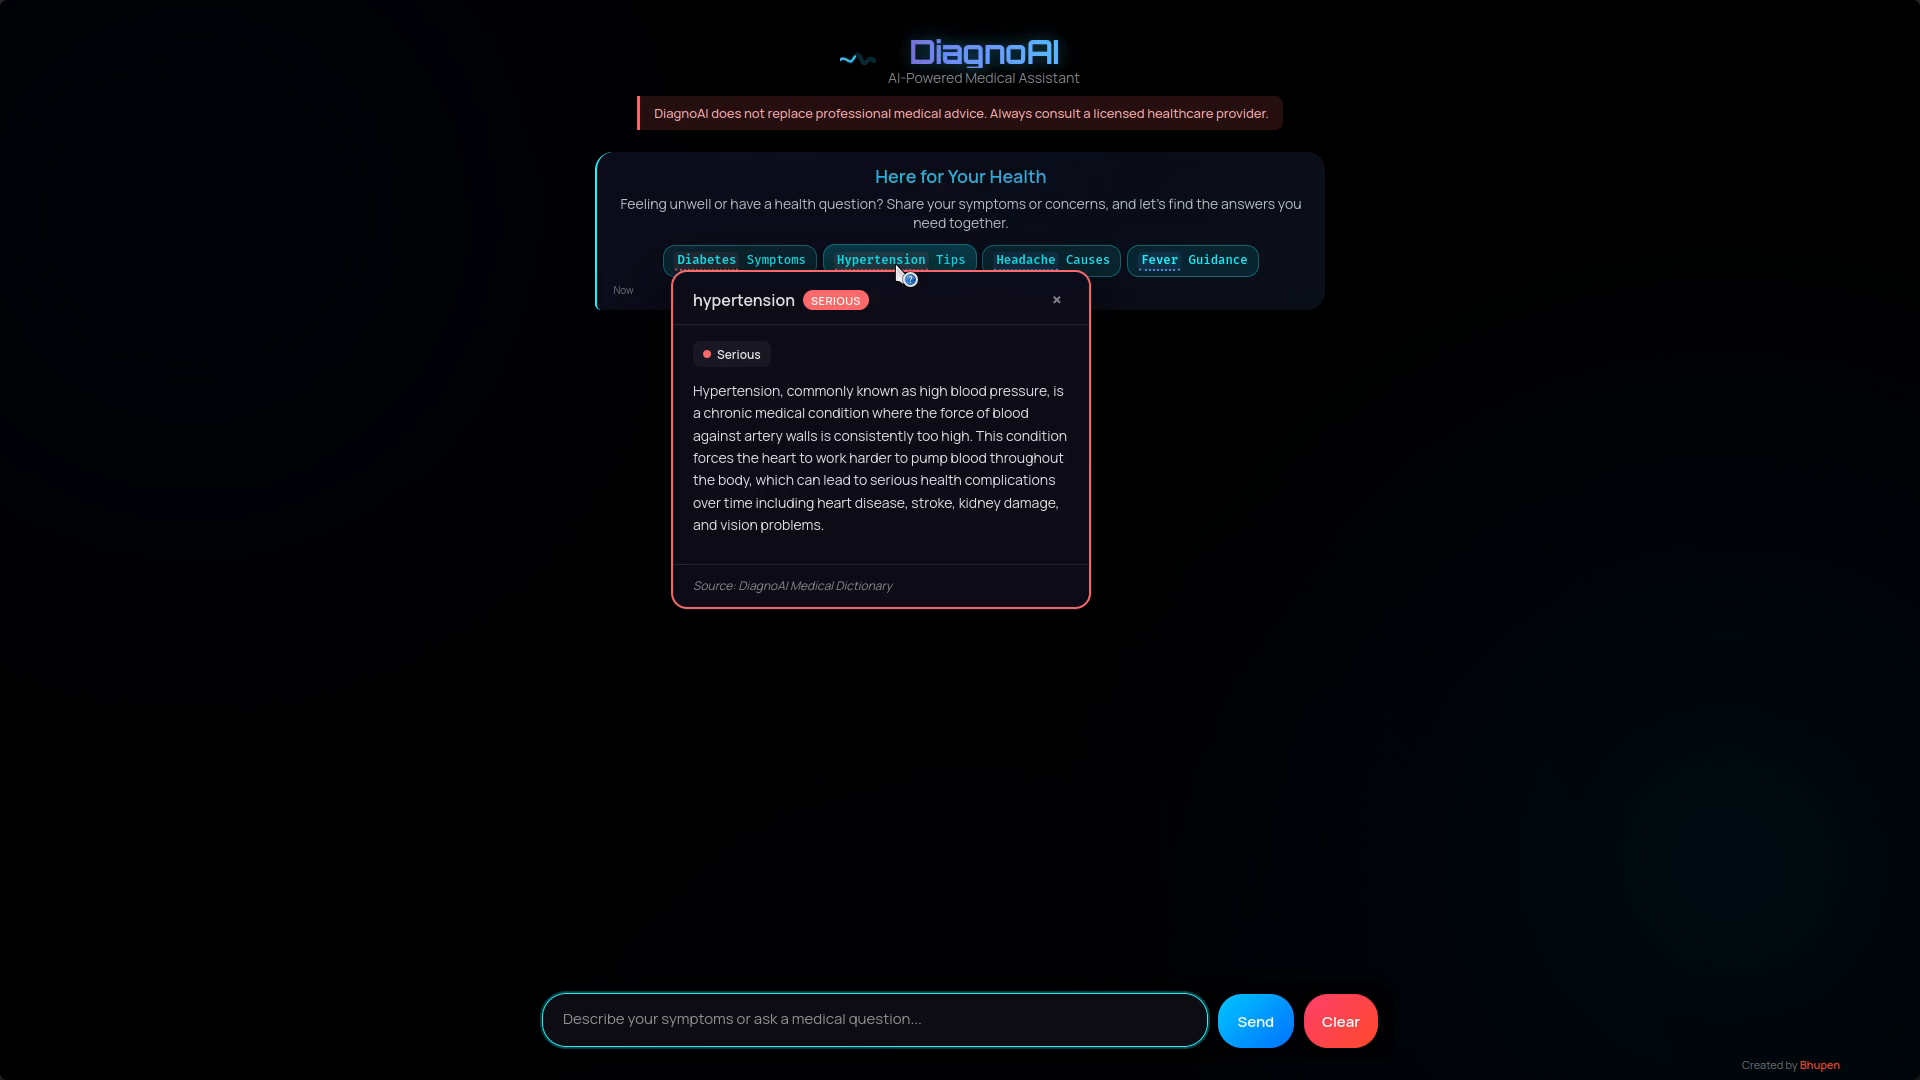 DiagnoAI
AI-Powered Medical Assistant
DiagnoAI does not replace professional medical advice. Always consult a licensed healthcare provider.
Here for Your Health
Feeling unwell or have a health question? Share your symptoms or concerns, and let's find the answers you
need together.
Diabetes Symptoms
Hypertension Tips
Headache Causes
Fever Guidance
Now
hypertension
SERIOUS
×
Serious
Hypertension, commonly known as high blood pressure, is
a chronic medical condition where the force of blood
against artery walls is consistently too high. This condition
forces the heart to work harder to pump blood throughout
the body, which can lead to serious health complications
over time including heart disease, stroke, kidney damage,
and vision problems.
Source: DiagnoAI Medical Dictionary
Describe your symptoms or ask a medical question...
Send
Clear
Created by Bhupen